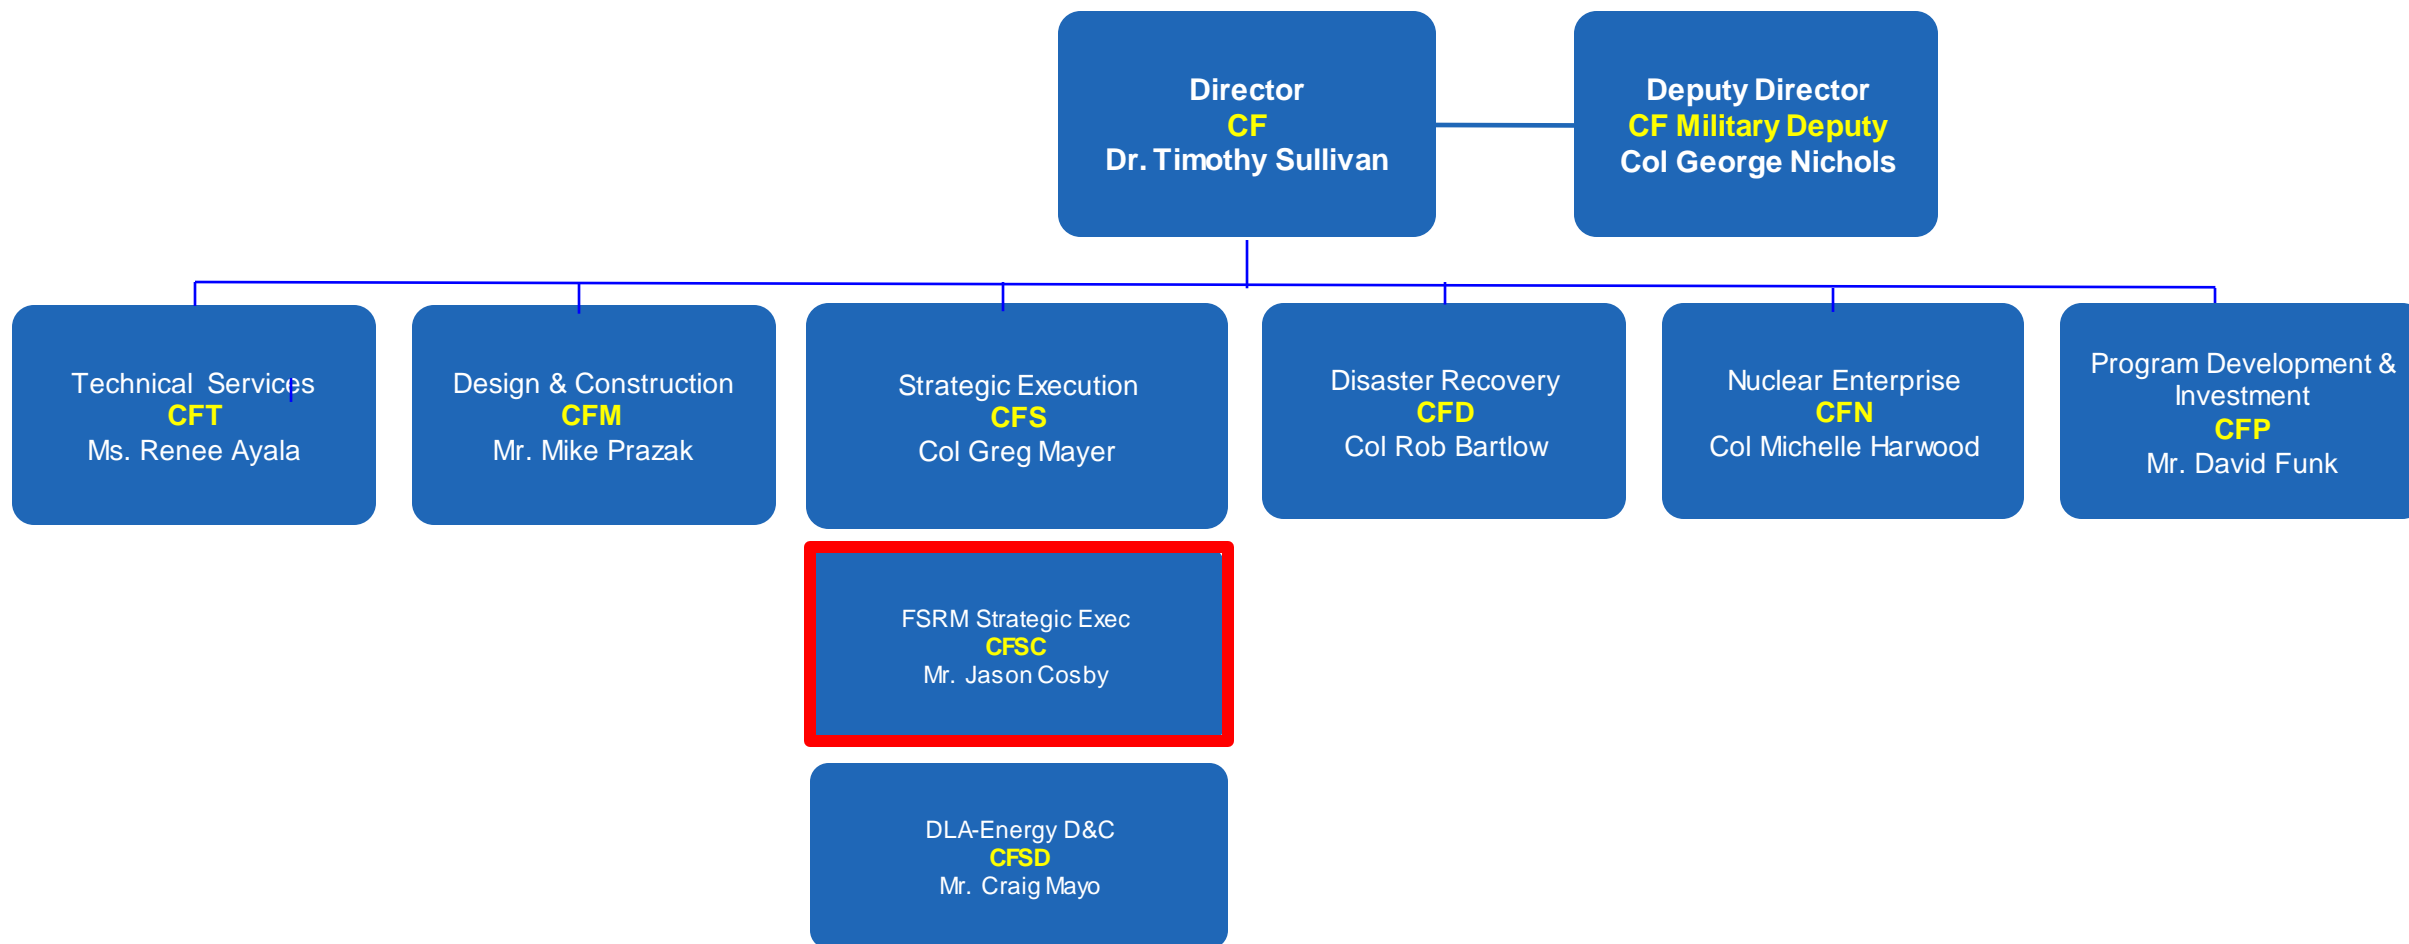 Director
CF
Dr. Timothy Sullivan
Deputy Director
CF Military Deputy
Col George Nichols
Technical Services
CFT
Ms. Renee Ayala
Design & Construction
CFM
Mr. Mike Prazak
Strategic Execution
CFS
Col Greg Mayer
Disaster Recovery
CFD
Col Rob Bartlow
Nuclear Enterprise
CFN
Col Michelle Harwood
Program Development &
Investment
CFP
Mr. David Funk
FSRM Strategic Exec
CFSC
Mr. Jason Cosby
DLA-Energy D&C
CFSD
Mr. Craig Mayo